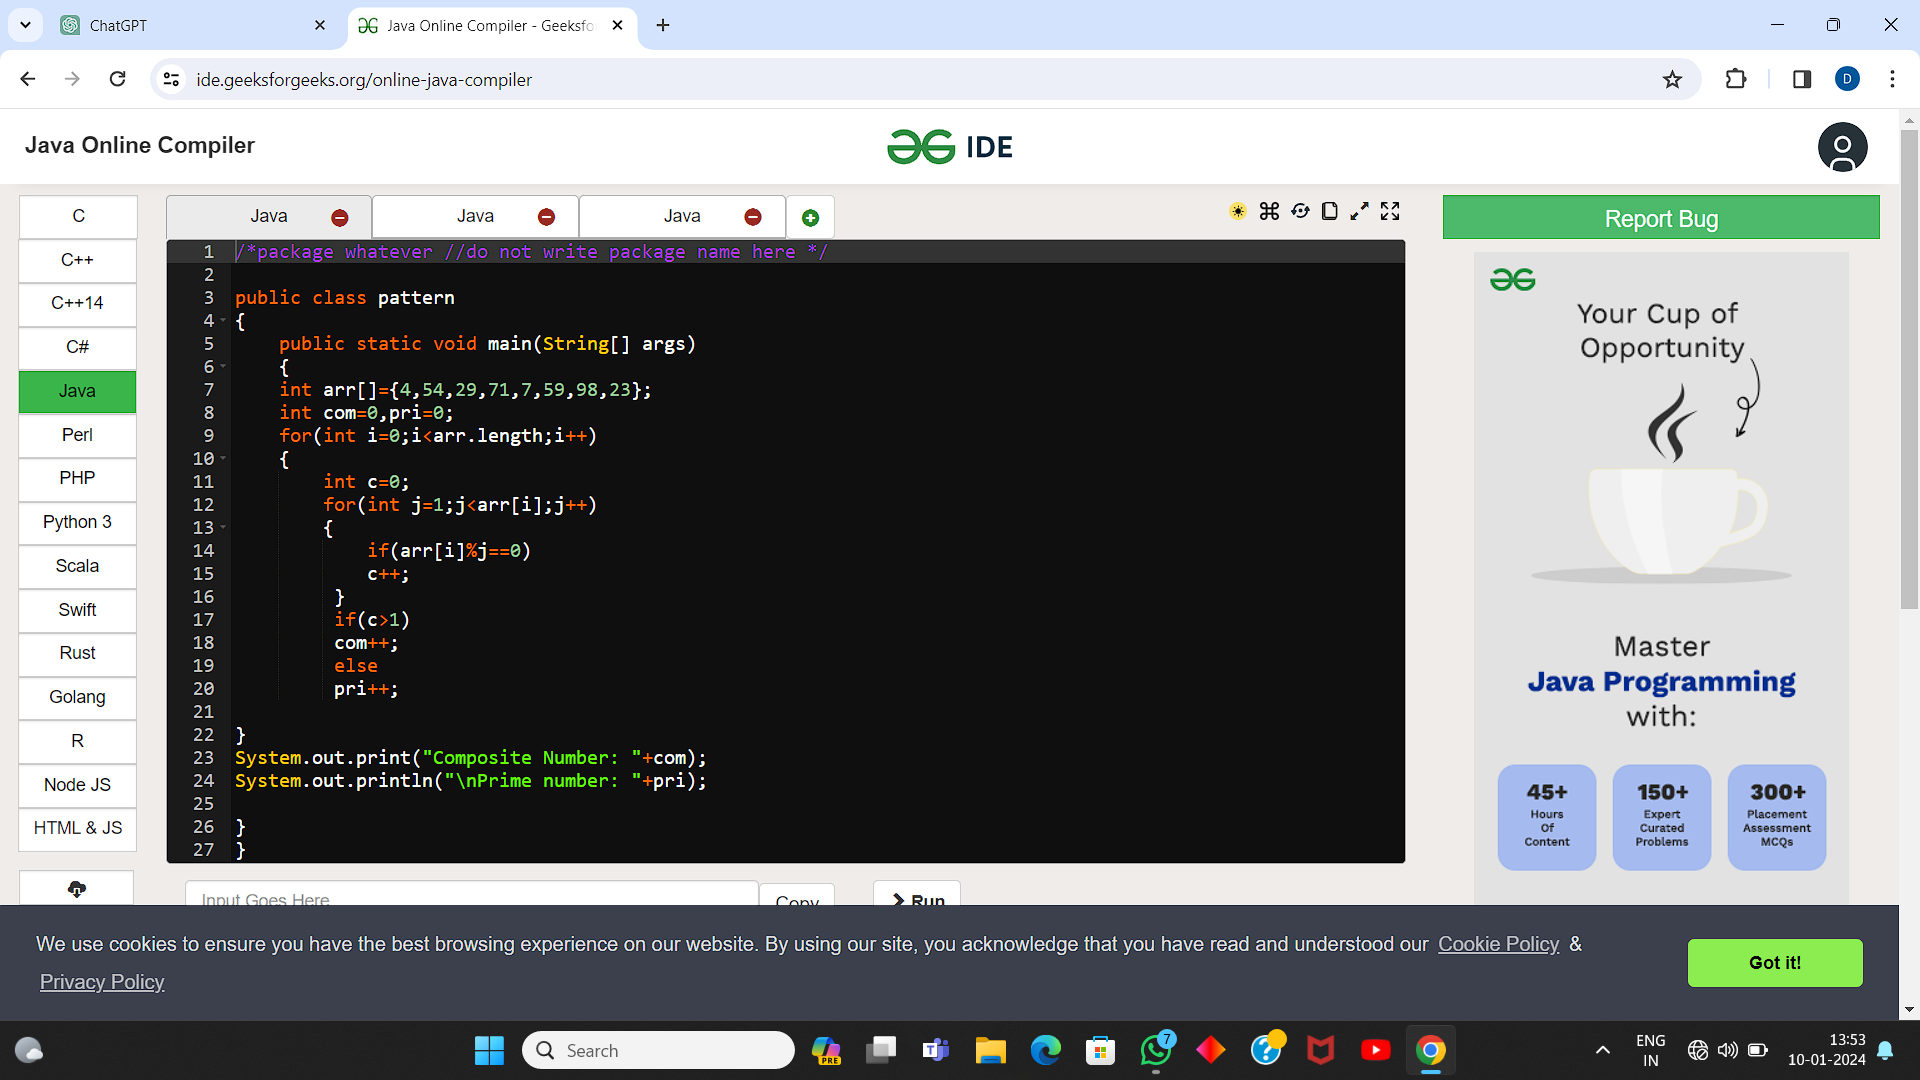 ChatGPT
Java Online Compiler - Geeksfo
ide.geeksforgeeks.org/online-java-compiler
D
Java Online Compiler
IDE
C
C++
C++14
C#
Java
Perl
PHP
Python 3
Scala
Swift
Rust
Golang
R
Node JS
HTML & JS
Java
Java
Java
1 /*package whatever //do not write package name here */
2
3 public class pattern
4 {
5 public static void main(String[] args)
6 {
7 int arr[]={4,54,29,71,7,59,98,23};
8 int com=0,pri=0;
9 for(int i=0;i<arr.length;i++)
10 {
11 int c=0;
12 for(int j=1;j<arr[i];j++)
13 {
14 if(arr[i]%j==0)
15 c++;
16 }
17 if(c>1)
18 com++;
19 else
20 pri++;
21
22 }
23 System.out.print("Composite Number: "+com);
24 System.out.println("\nPrime number: "+pri);
25
26 }
27 }
Input Goes Here
Copy
Run
Report Bug
Your Cup of
Opportunity
Master
Java Programming
with:
45+
Hours
Of
Content
150+
Expert
Curated
Problems
300+
Placement
Assessment
MCQs
We use cookies to ensure you have the best browsing experience on our website. By using our site, you acknowledge that you have read and understood our Cookie Policy &
Privacy Policy
Got it!
Search
PRE
7
ENG
IN
13:53
10-01-2024